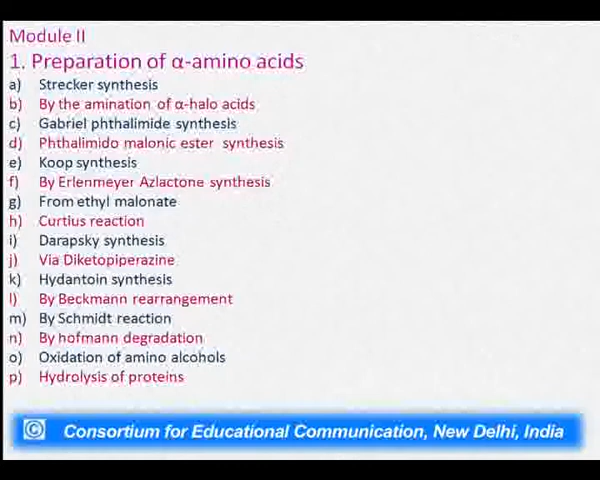 Module II
1. Preparation of α-amino acids
a) Strecker synthesis
b) By the amination of α-halo acids
c) Gabriel phthalimide synthesis
d) Phthalimido malonic ester synthesis
e) Koop synthesis
f) By Erlenmeyer Azlactone synthesis
g) From ethyl malonate
h) Curtius reaction
i) Darapsky synthesis
j) Via Diketopiperazine
k) Hydantoin synthesis
l) By Beckmann rearrangement
m) By Schmidt reaction
n) By hofmann degradation
o) Oxidation of amino alcohols
p) Hydrolysis of proteins
© Consortium for Educational Communication, New Delhi, India